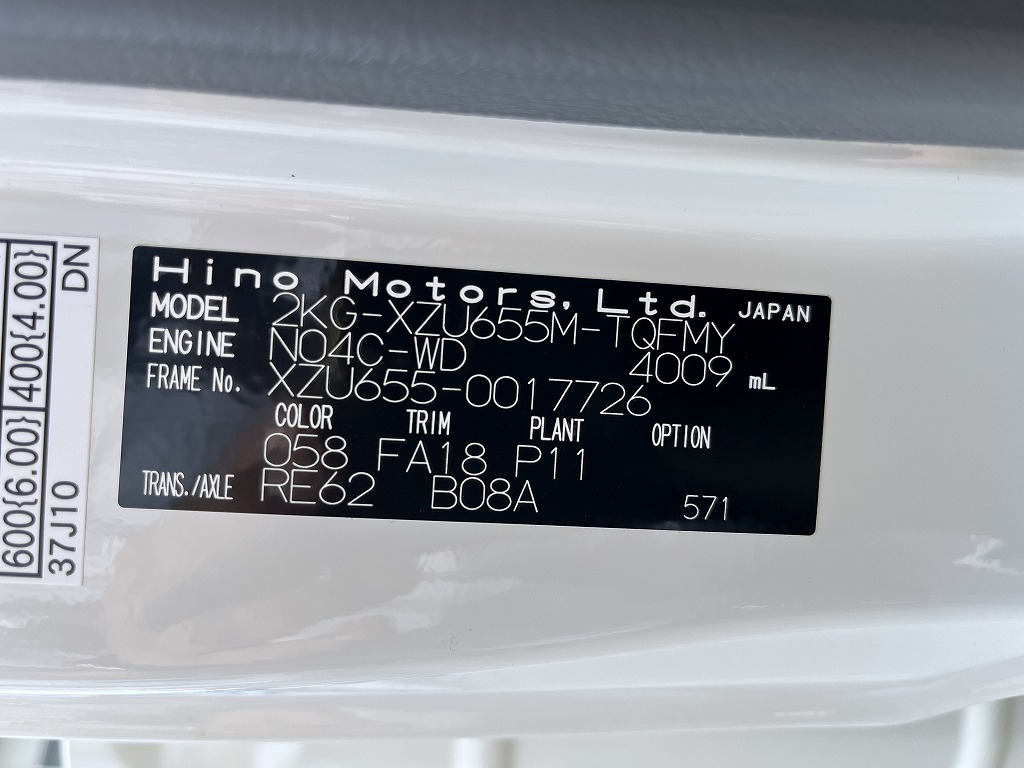 Hino Motors, Ltd. JAPAN
MODEL 2KG-XZU655M-TQFMY
ENGINE N04C-WD 4009 mL
FRAME No. XZU655-0017726
COLOR TRIM PLANT OPTION
058 FA18 P11
TRANS./AXLE RE62 B08A 571
600{6.00} 400{4.00}
37J10 DN